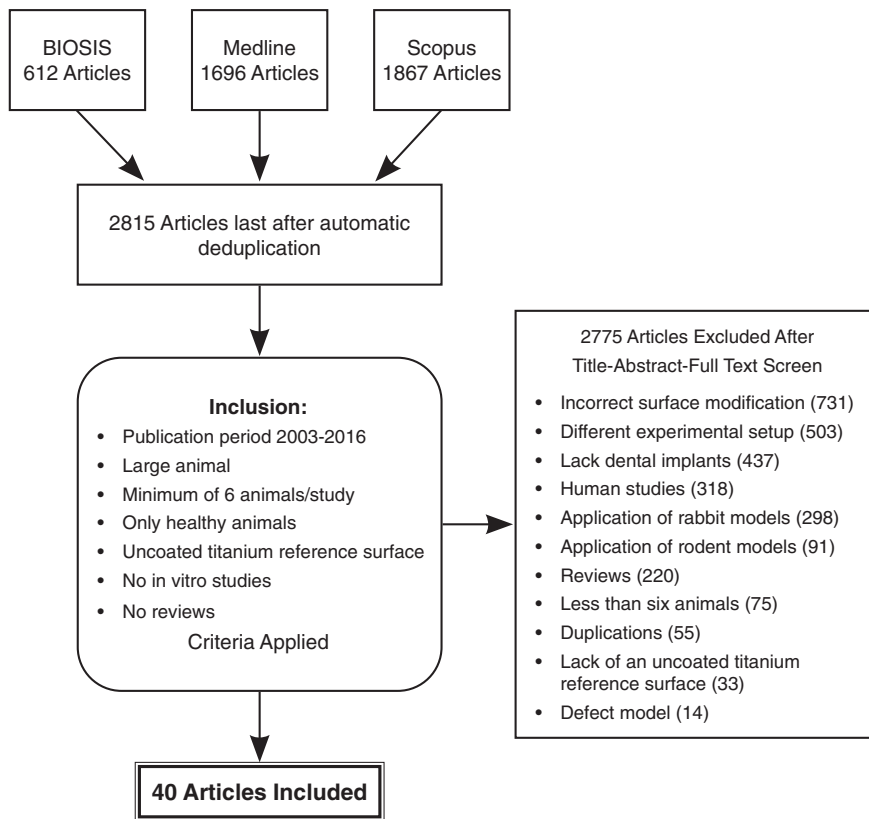 BIOSIS
612 Articles
Medline
1696 Articles
Scopus
1867 Articles
2815 Articles last after automatic
deduplication
Inclusion:
• Publication period 2003-2016
• Large animal
• Minimum of 6 animals/study
• Only healthy animals
• Uncoated titanium reference surface
• No in vitro studies
• No reviews
Criteria Applied
2775 Articles Excluded After
Title-Abstract-Full Text Screen
• Incorrect surface modification (731)
• Different experimental setup (503)
• Lack dental implants (437)
• Human studies (318)
• Application of rabbit models (298)
• Application of rodent models (91)
• Reviews (220)
• Less than six animals (75)
• Duplications (55)
• Lack of an uncoated titanium
reference surface (33)
• Defect model (14)
40 Articles Included